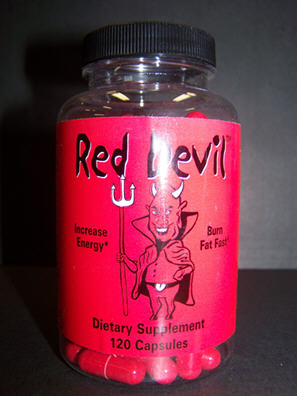 Red Devil™
Increase
Energy*
Burn
Fat Fast*
Dietary Supplement
120 Capsules